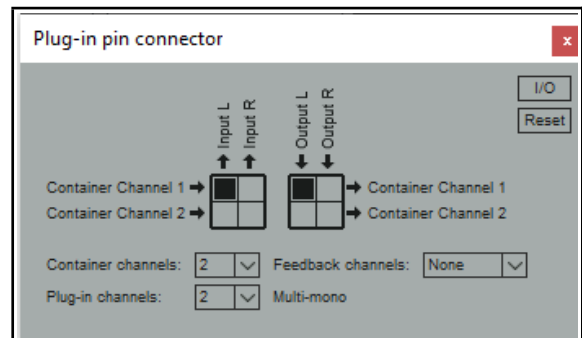 Plug-in pin connector
x
I/O
Reset
Input L
Input R
Output L
Output R
Container Channel 1
Container Channel 1
Container Channel 2
Container Channel 2
Container channels: 2 Feedback channels: None
Plug-in channels: 2 Multi-mono